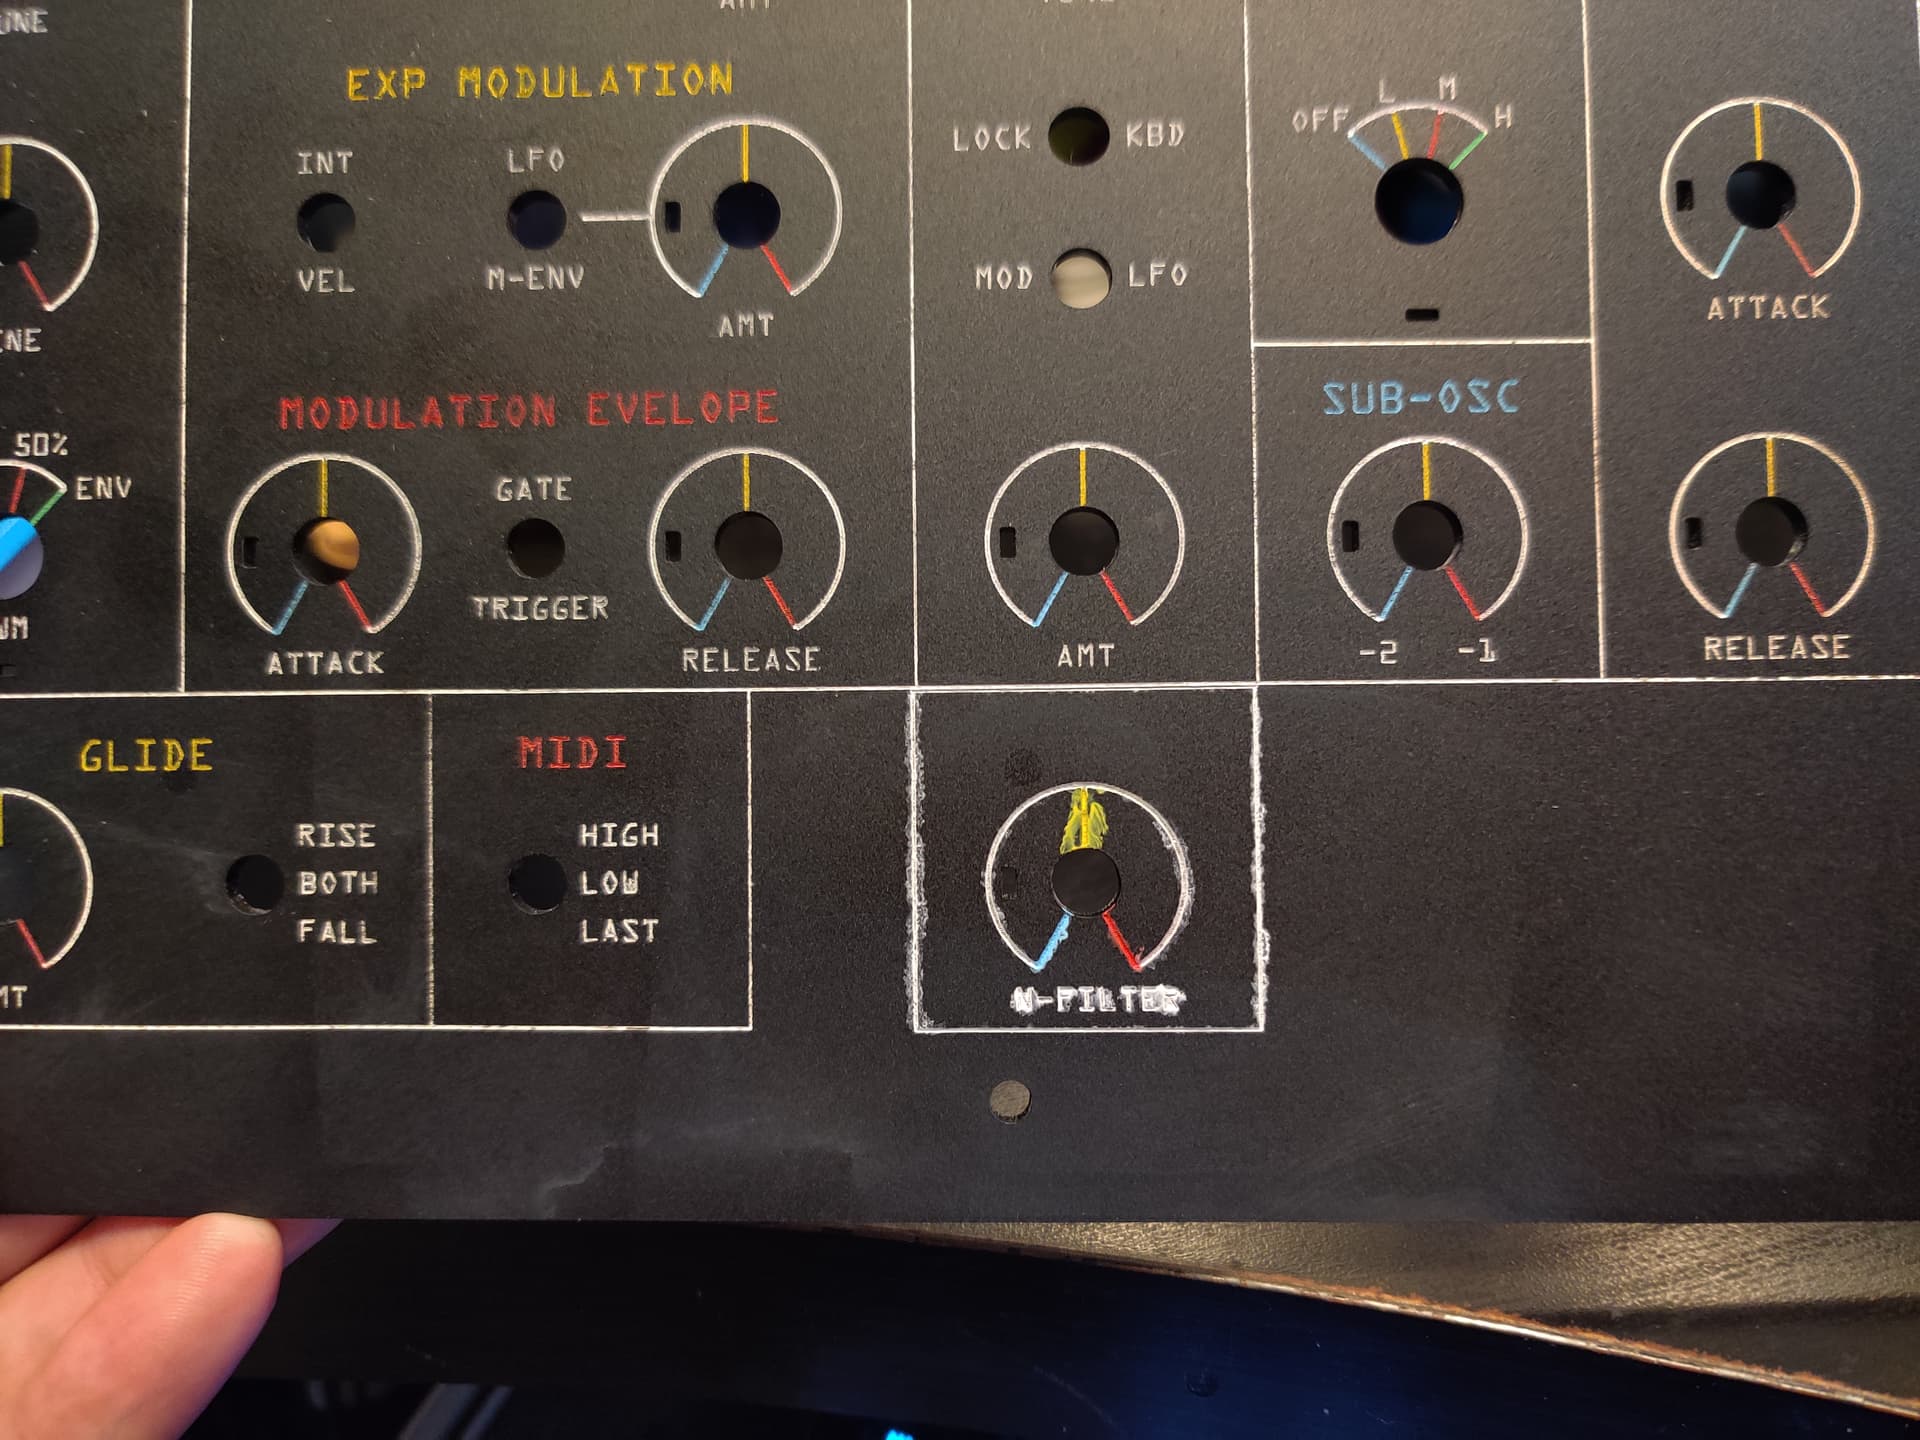 EXP MODULATION
INT
LFO
VEL
M-ENV
AMT
LOCK
KBD
MOD
LFO
OFF
L
M
H
ATTACK
MODULATION EVELOPE
50%
ENV
GATE
TRIGGER
ATTACK
RELEASE
AMT
SUB-OSC
-2
-1
RELEASE
GLIDE
RISE
BOTH
FALL
MIDI
HIGH
LOW
LAST
N-FILTER